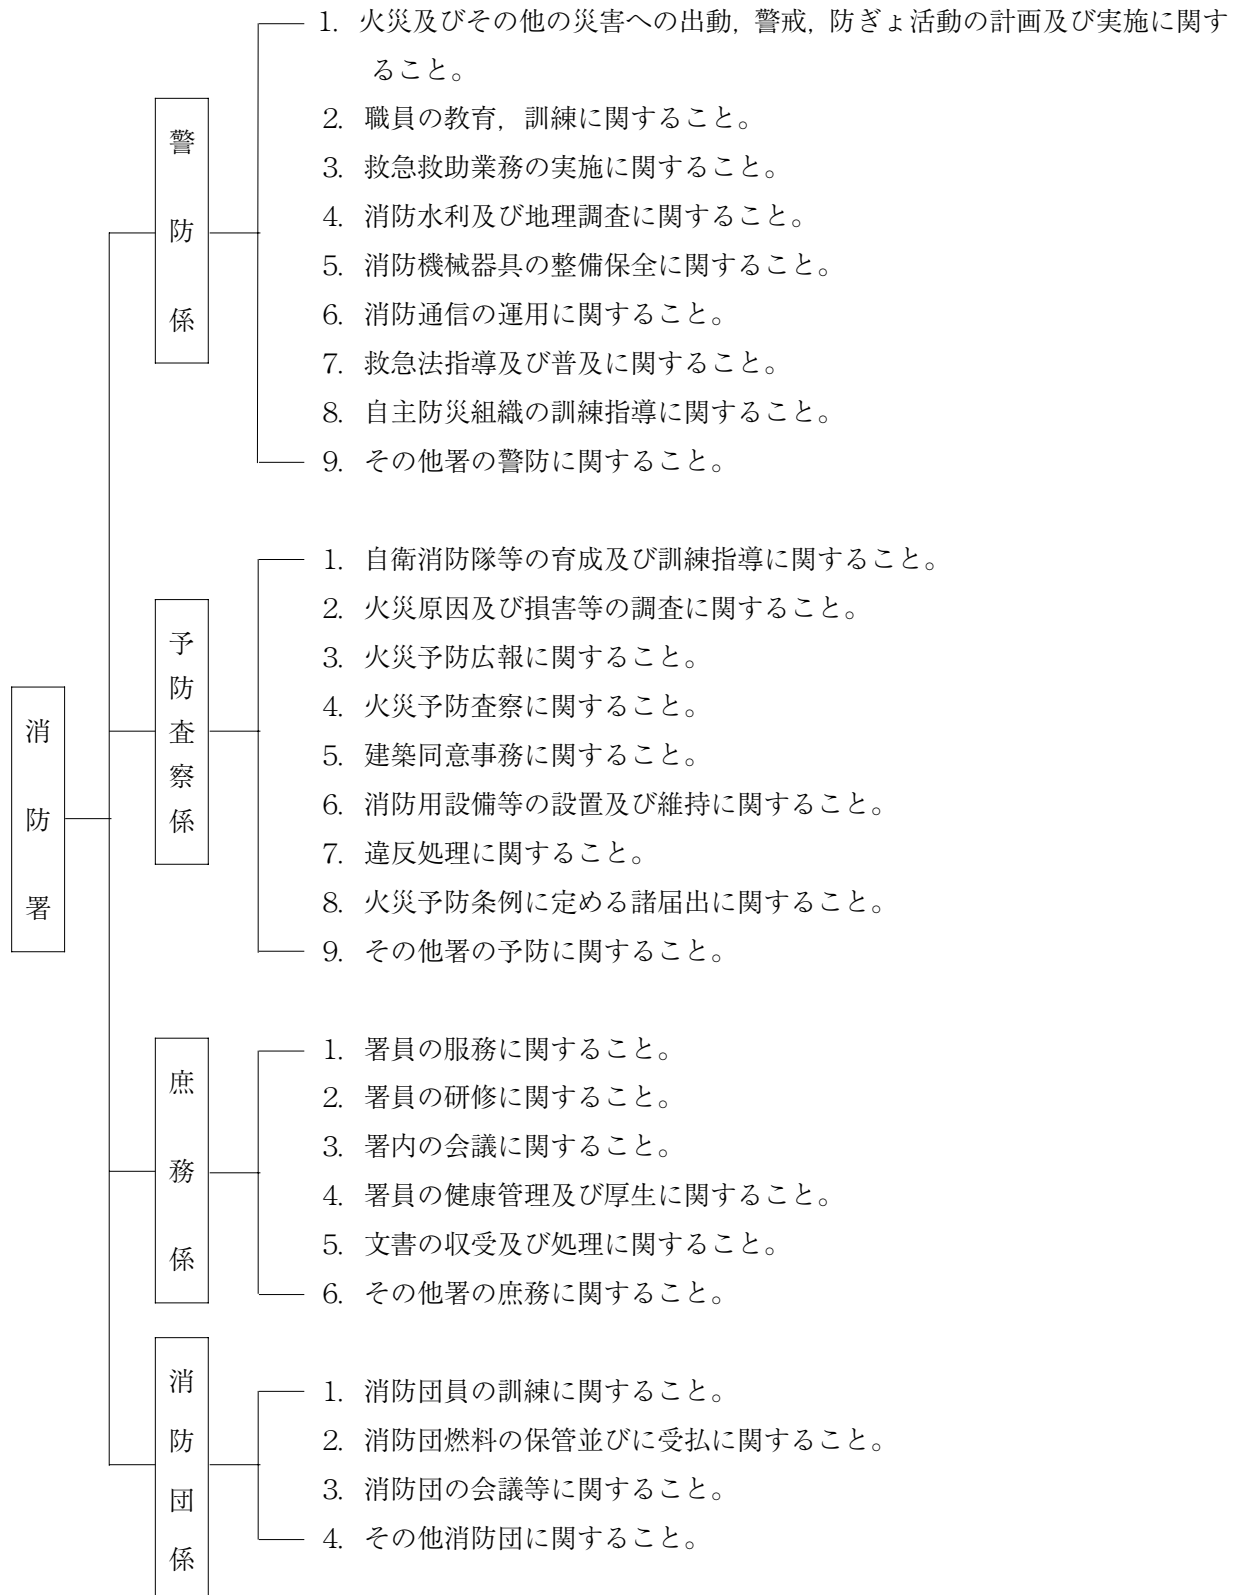 消防署
警防係
1. 火災及びその他の災害への出動, 警戒, 防ぎょ活動の計画及び実施に関す
ること。
2. 職員の教育, 訓練に関すること。
3. 救急救助業務の実施に関すること。
4. 消防水利及び地理調査に関すること。
5. 消防機械器具の整備保全に関すること。
6. 消防通信の運用に関すること。
7. 救急法指導及び普及に関すること。
8. 自主防災組織の訓練指導に関すること。
9. その他署の警防に関すること。
予防査察係
1. 自衛消防隊等の育成及び訓練指導に関すること。
2. 火災原因及び損害等の調査に関すること。
3. 火災予防広報に関すること。
4. 火災予防査察に関すること。
5. 建築同意事務に関すること。
6. 消防用設備等の設置及び維持に関すること。
7. 違反処理に関すること。
8. 火災予防条例に定める諸届出に関すること。
9. その他署の予防に関すること。
庶務係
1. 署員の服務に関すること。
2. 署員の研修に関すること。
3. 署内の会議に関すること。
4. 署員の健康管理及び厚生に関すること。
5. 文書の収受及び処理に関すること。
6. その他署の庶務に関すること。
消防団係
1. 消防団員の訓練に関すること。
2. 消防団燃料の保管並びに受払に関すること。
3. 消防団の会議等に関すること。
4. その他消防団に関すること。